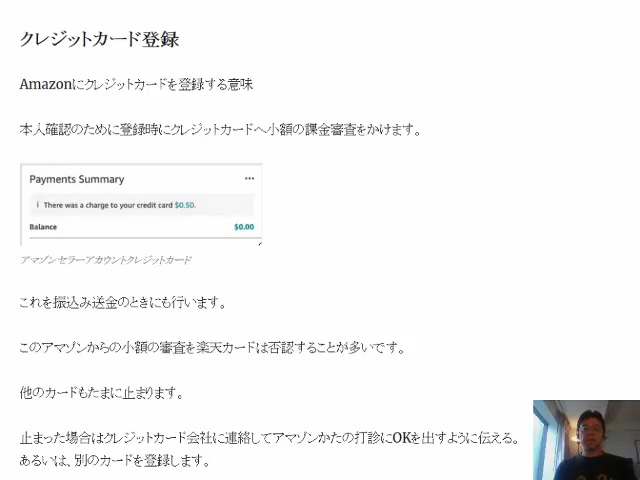 クレジットカード登録
Amazonにクレジットカードを登録する意味
本人確認のために登録時にクレジットカードへ小額の課金審査をかけます。
Payments Summary ...
i There was a charge to your credit card $0.50.
Balance $0.00
アマゾンセラーアカウントクレジットカード
これを振込み送金のときにも行います。
このアマゾンからの小額の審査を楽天カードは否認することが多いです。
他のカードもたまに止まります。
止まった場合はクレジットカード会社に連絡してアマゾンかたの打診にOKを出すように伝える。
あるいは、別のカードを登録します。